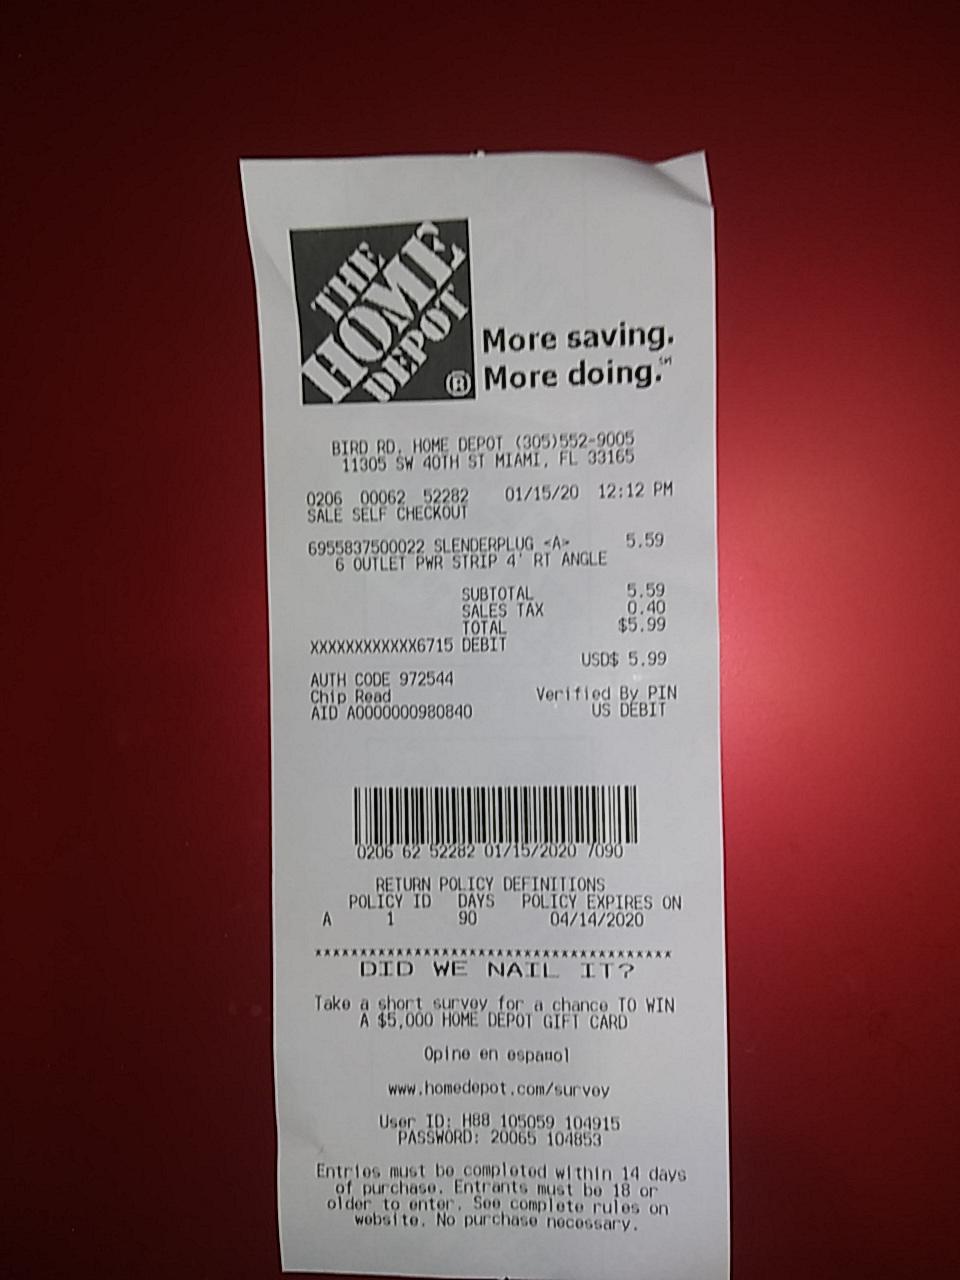 THE
HOME
DEPOT
®
More saving.
More doing.℠
BIRD RD. HOME DEPOT (305)552-9005
11305 SW 40TH ST MIAMI, FL 33165
0206 00062 52282 01/15/20 12:12 PM
SALE SELF CHECKOUT
6955837500022 SLENDERPLUG <A> 5.59
6 OUTLET PWR STRIP 4' RT ANGLE
SUBTOTAL 5.59
SALES TAX 0.40
TOTAL $5.99
XXXXXXXXXXXX6715 DEBIT
USD$ 5.99
AUTH CODE 972544
Chip Read Verified By PIN
AID A0000000980840 US DEBIT
0206 62 52282 01/15/2020 7090
RETURN POLICY DEFINITIONS
POLICY ID DAYS POLICY EXPIRES ON
A 1 90 04/14/2020
****************************************
DID WE NAIL IT?
Take a short survey for a chance TO WIN
A $5,000 HOME DEPOT GIFT CARD
Opine en español
www.homedepot.com/survey
User ID: H88 105059 104915
PASSWORD: 20065 104853
Entries must be completed within 14 days
of purchase. Entrants must be 18 or
older to enter. See complete rules on
website. No purchase necessary.